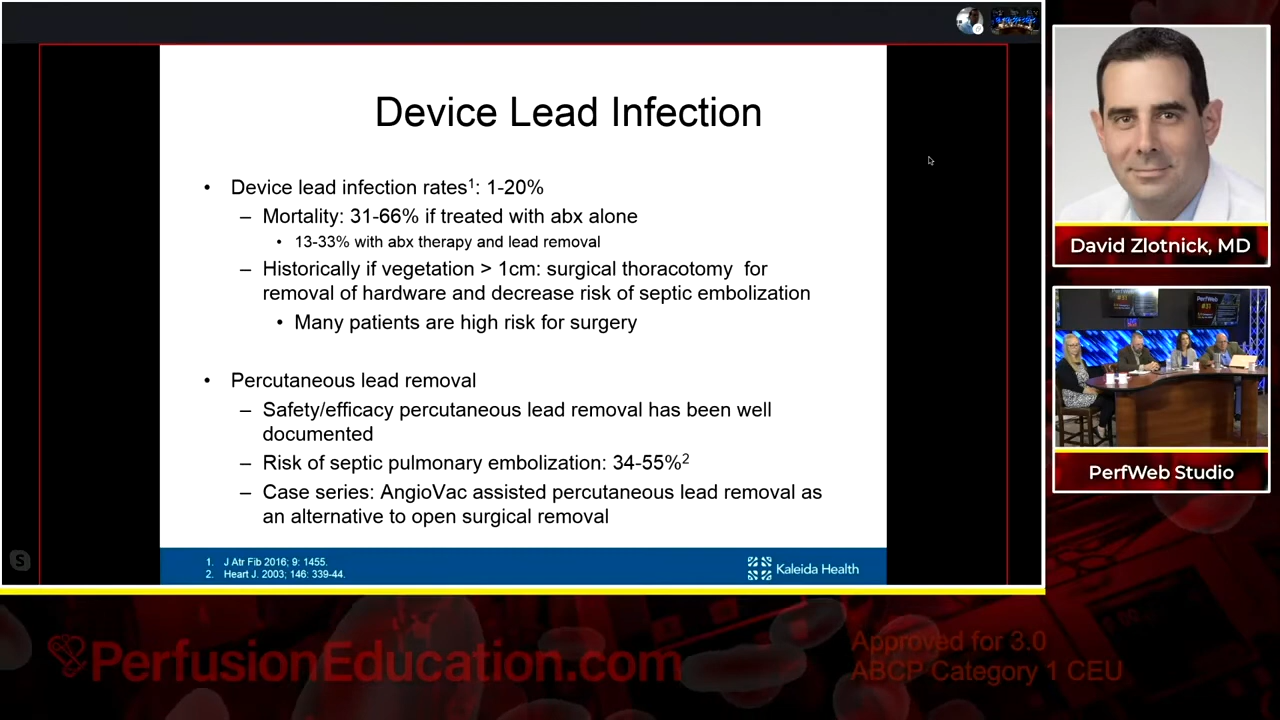 Device Lead Infection
• Device lead infection rates¹: 1-20%
– Mortality: 31-66% if treated with abx alone
• 13-33% with abx therapy and lead removal
– Historically if vegetation > 1cm: surgical thoracotomy for
removal of hardware and decrease risk of septic embolization
• Many patients are high risk for surgery
• Percutaneous lead removal
– Safety/efficacy percutaneous lead removal has been well
documented
– Risk of septic pulmonary embolization: 34-55%²
– Case series: AngioVac assisted percutaneous lead removal as
an alternative to open surgical removal
1. J Atr Fib 2016; 9: 1455.
2. Heart J. 2003; 146: 339-44.
Kaleida Health
David Zlotnick, MD
PerfWeb Studio
PerfusionEducation.com
Approved for 3.0
ABCP Category 1 CEU